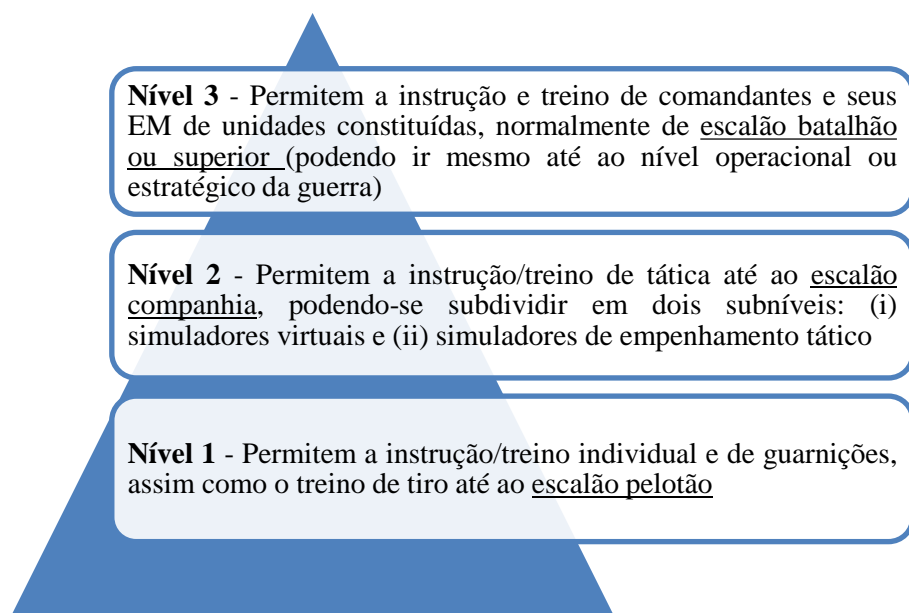 Nível 3 - Permitem a instrução e treino de comandantes e seus
EM de unidades constituídas, normalmente de escalão batalhão
ou superior (podendo ir mesmo até ao nível operacional ou
estratégico da guerra)
Nível 2 - Permitem a instrução/treino de tática até ao escalão
companhia, podendo-se subdividir em dois subníveis: (i)
simuladores virtuais e (ii) simuladores de empenhamento tático
Nível 1 - Permitem a instrução/treino individual e de guarnições,
assim como o treino de tiro até ao escalão pelotão